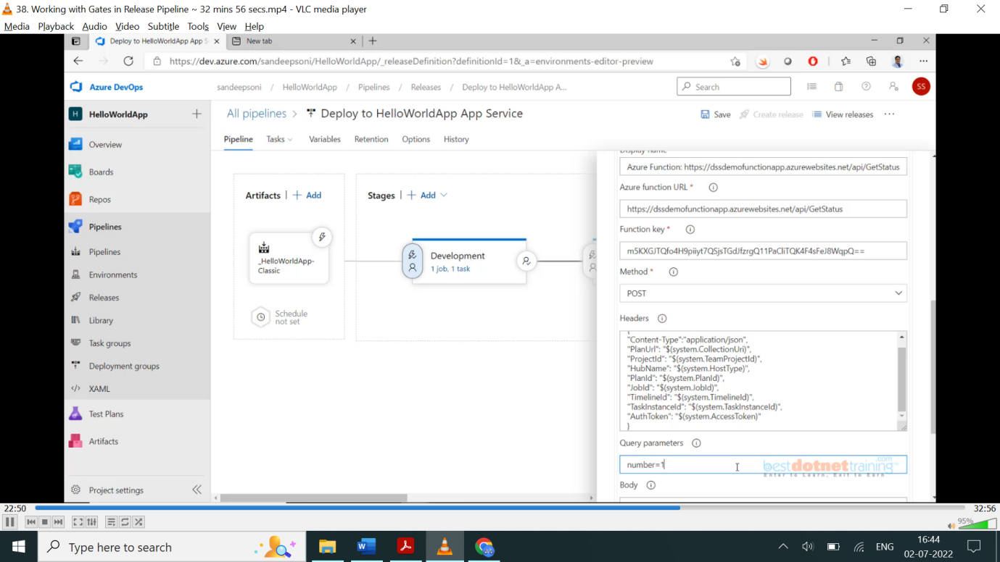 38. Working with Gates in Release Pipeline ~ 32 mins 56 secs.mp4 - VLC media player
Media Playback Audio Video Subtitle Tools View Help
Deploy to HelloWorldApp App S
New tab
https://dev.azure.com/sandeepsoni/HelloWorldApp/_releaseDefinition?definitionId=1&_a=environments-editor-preview
Azure DevOps
sandeepsoni / HelloWorldApp / Pipelines / Releases / Deploy to HelloWorldApp A...
Search
SS
H HelloWorldApp
All pipelines > Deploy to HelloWorldApp App Service
Save Create release View releases ...
Pipeline Tasks Variables Retention Options History
Overview
Boards
Repos
Pipelines
Pipelines
Environments
Releases
Library
Task groups
Deployment groups
XAML
Test Plans
Artifacts
Project settings
Artifacts | + Add
_HelloWorldApp-
Classic
Schedule
not set
Stages | + Add
Development
1 job, 1 task
Display name
Azure Function: https://dssdemofunctionapp.azurewebsites.net/api/GetStatus
Azure function URL *
https://dssdemofunctionapp.azurewebsites.net/api/GetStatus
Function key *
m5KXGJTQfo4H9piiyt7QSjsTGdJfzrgQ11PaCliTQK4F4sFeJ8WqpQ==
Method *
POST
Headers
{
"Content-Type":"application/json",
"PlanUrl": "$(system.CollectionUri)",
"ProjectId": "$(system.TeamProjectId)",
"HubName": "$(system.HostType)",
"PlanId": "$(system.PlanId)",
"JobId": "$(system.JobId)",
"TimelineId": "$(system.TimelineId)",
"TaskInstanceId": "$(system.TaskInstanceId)",
"AuthToken": "$(system.AccessToken)"
}
Query parameters
number=1
bestdotnettraining.com™
Enter to Learn, Exit to Earn
Body
22:50
32:56
95%
Type here to search
ENG
16:44
02-07-2022